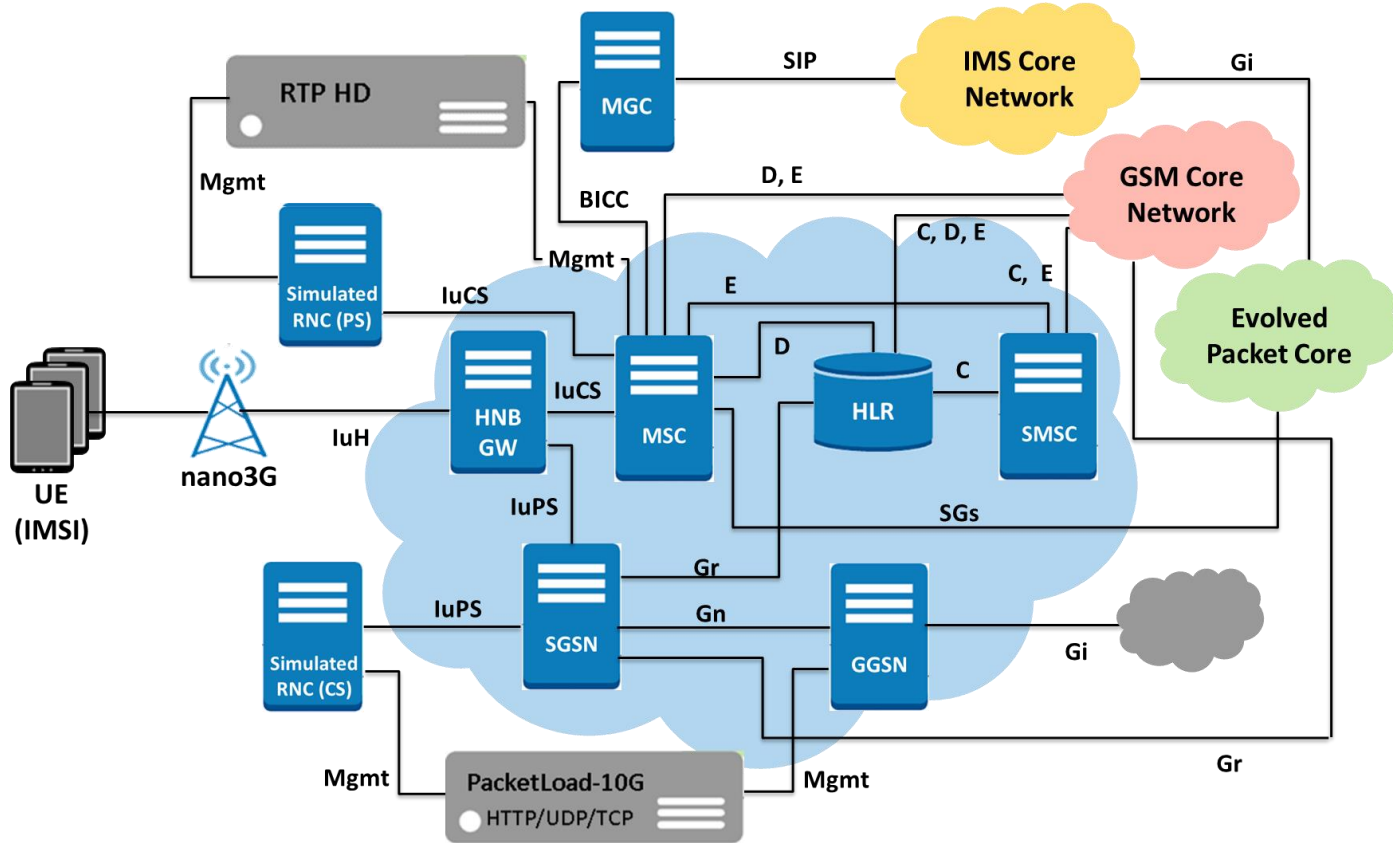 SIP
IMS Core
Network
Gi
RTP HD
MGC
Mgmt
D, E
GSM Core
Network
BICC
C, D, E
Mgmt
C, E
Simulated
RNC (PS)
IuCS
E
Evolved
Packet Core
D
C
IuCS
HNB
GW
MSC
HLR
SMSC
IuH
nano3G
UE
(IMSI)
IuPS
SGs
Gr
IuPS
Gn
SGSN
Gi
GGSN
Simulated
RNC (CS)
Mgmt
PacketLoad-10G
HTTP/UDP/TCP
Mgmt
Gr